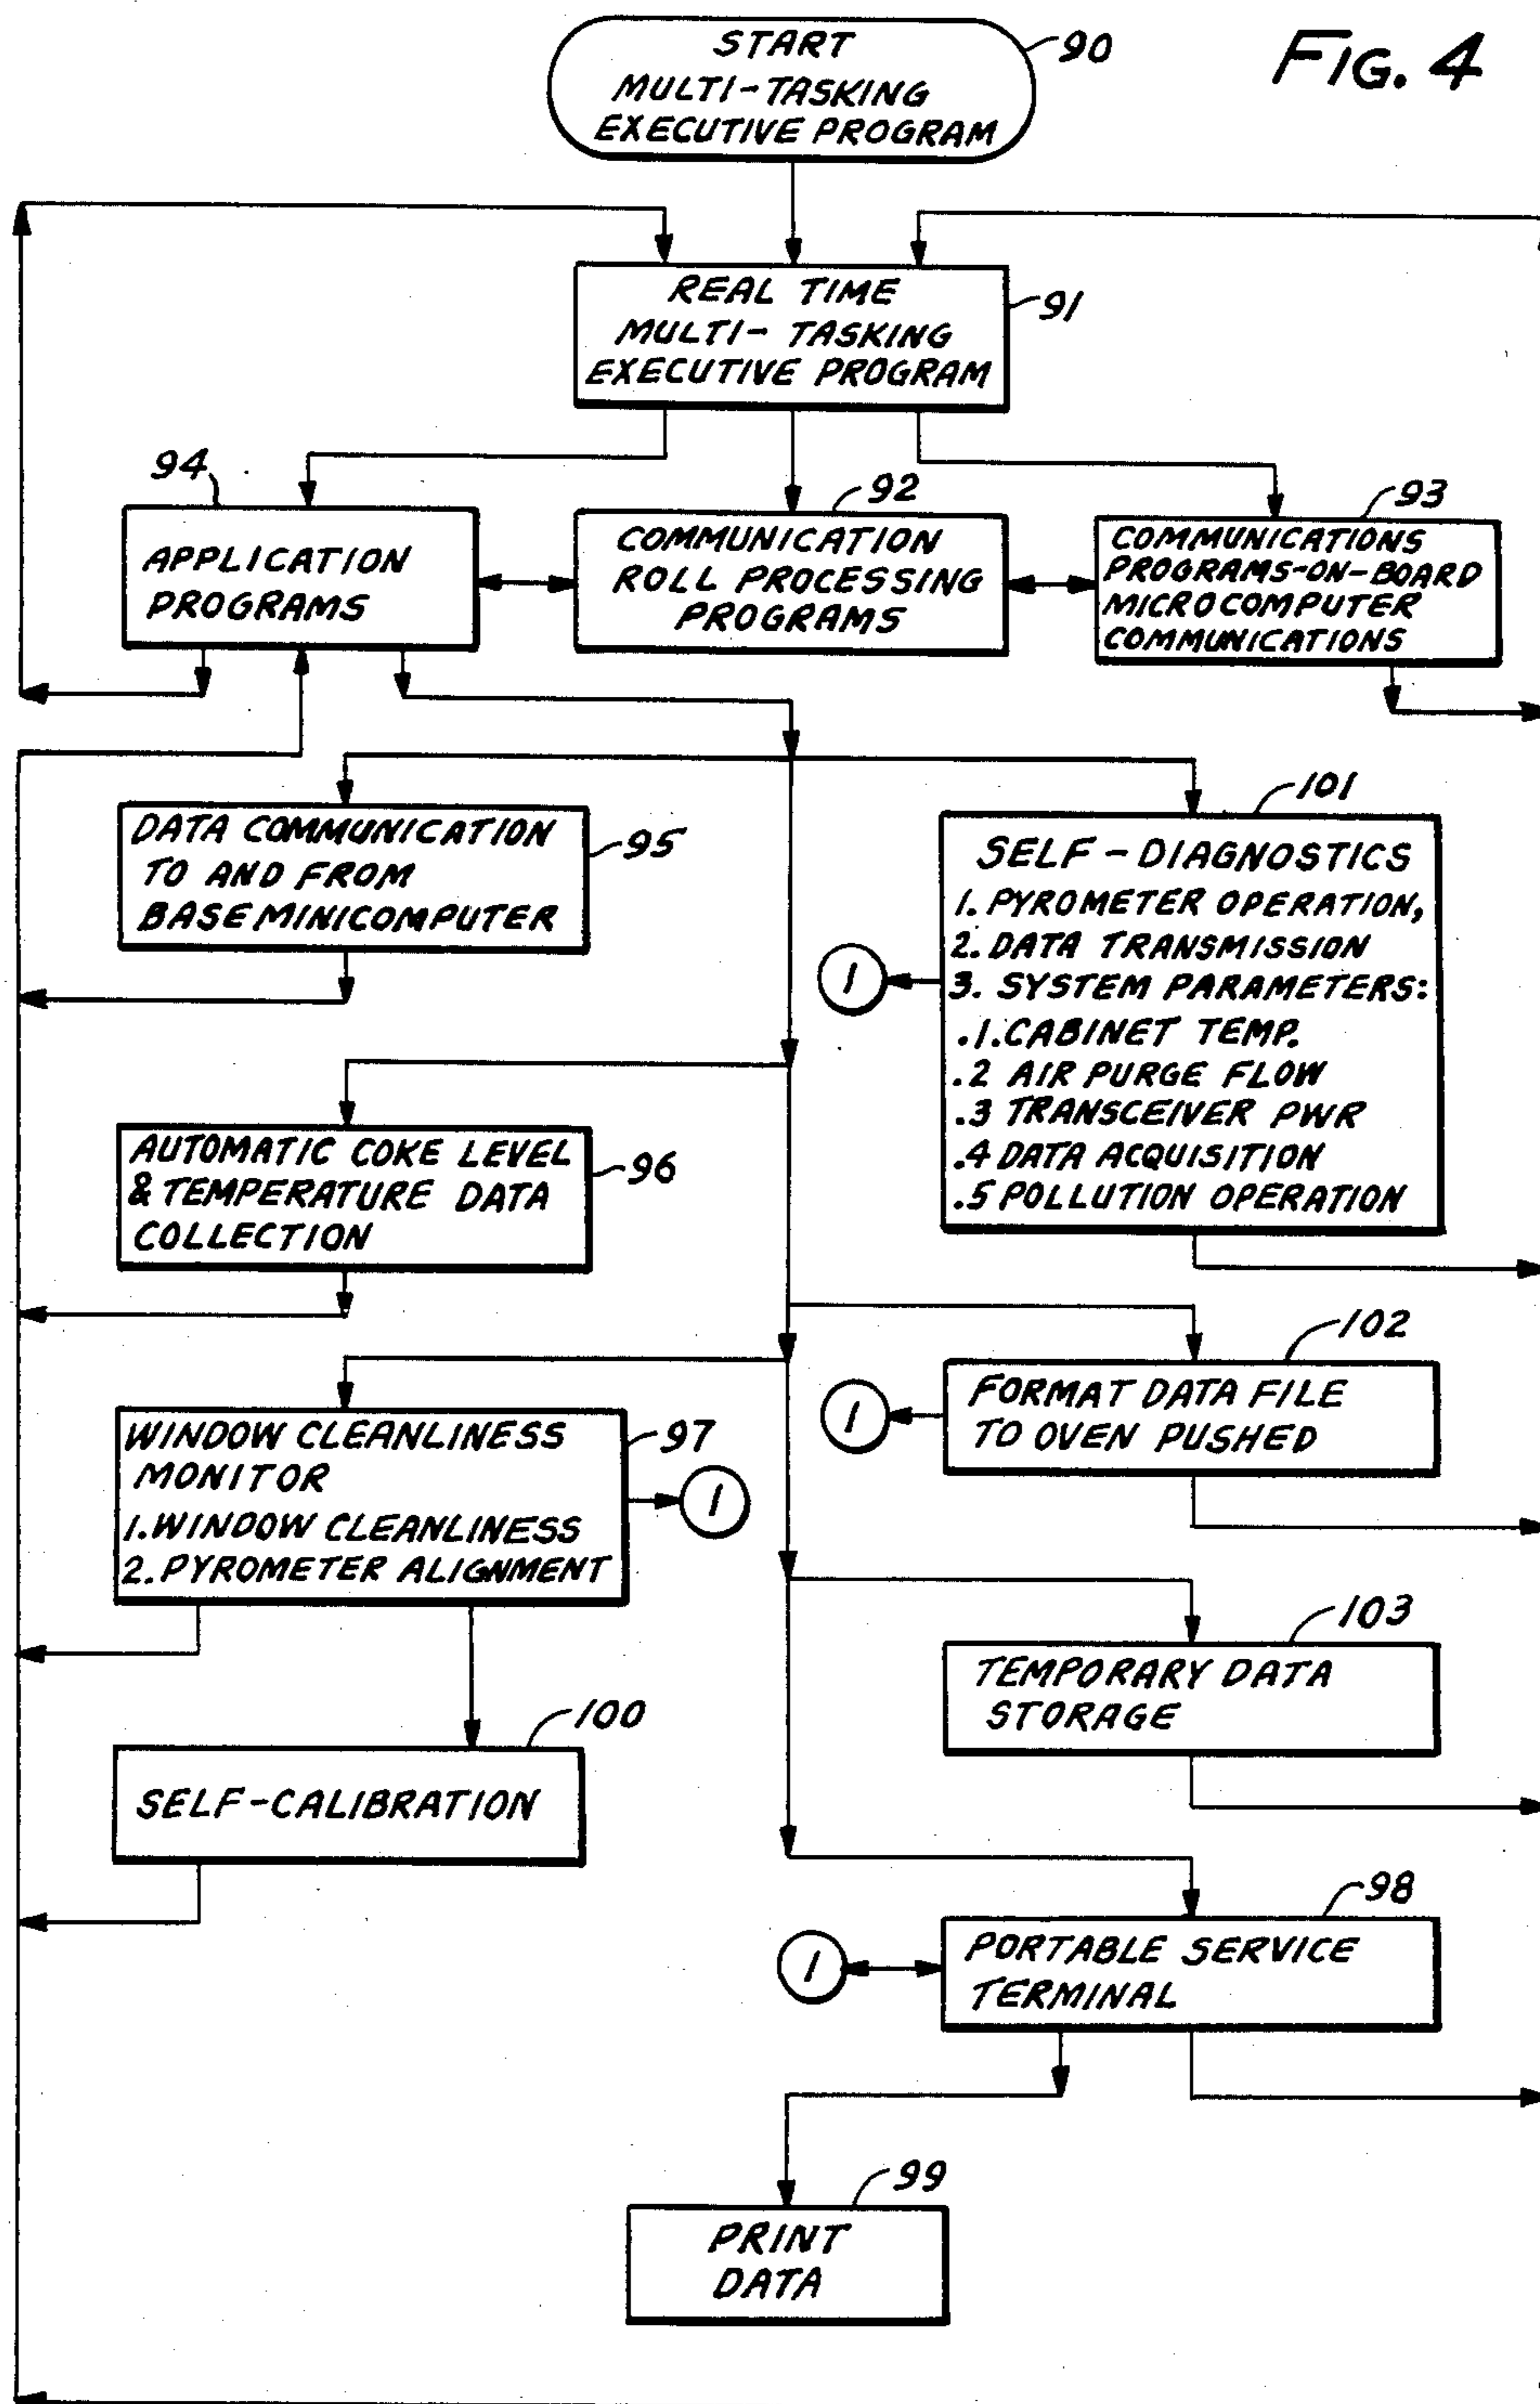 START
MULTI-TASKING
EXECUTIVE PROGRAM
90
FIG. 4
REAL TIME
MULTI- TASKING
EXECUTIVE PROGRAM
91
94
APPLICATION
PROGRAMS
92
COMMUNICATION
ROLL PROCESSING
PROGRAMS
93
COMMUNICATIONS
PROGRAMS-ON-BOARD
MICROCOMPUTER
COMMUNICATIONS
DATA COMMUNICATION
TO AND FROM
BASE MINICOMPUTER
95
101
SELF-DIAGNOSTICS
1. PYROMETER OPERATION,
2. DATA TRANSMISSION
3. SYSTEM PARAMETERS:
.1. CABINET TEMP.
.2 AIR PURGE FLOW
.3 TRANSCEIVER PWR
.4 DATA ACQUISITION
.5 POLLUTION OPERATION
1
AUTOMATIC COKE LEVEL
& TEMPERATURE DATA
COLLECTION
96
102
FORMAT DATA FILE
TO OVEN PUSHED
1
WINDOW CLEANLINESS
MONITOR
1. WINDOW CLEANLINESS
2. PYROMETER ALIGNMENT
97
1
103
TEMPORARY DATA
STORAGE
100
SELF-CALIBRATION
98
PORTABLE SERVICE
TERMINAL
1
99
PRINT
DATA